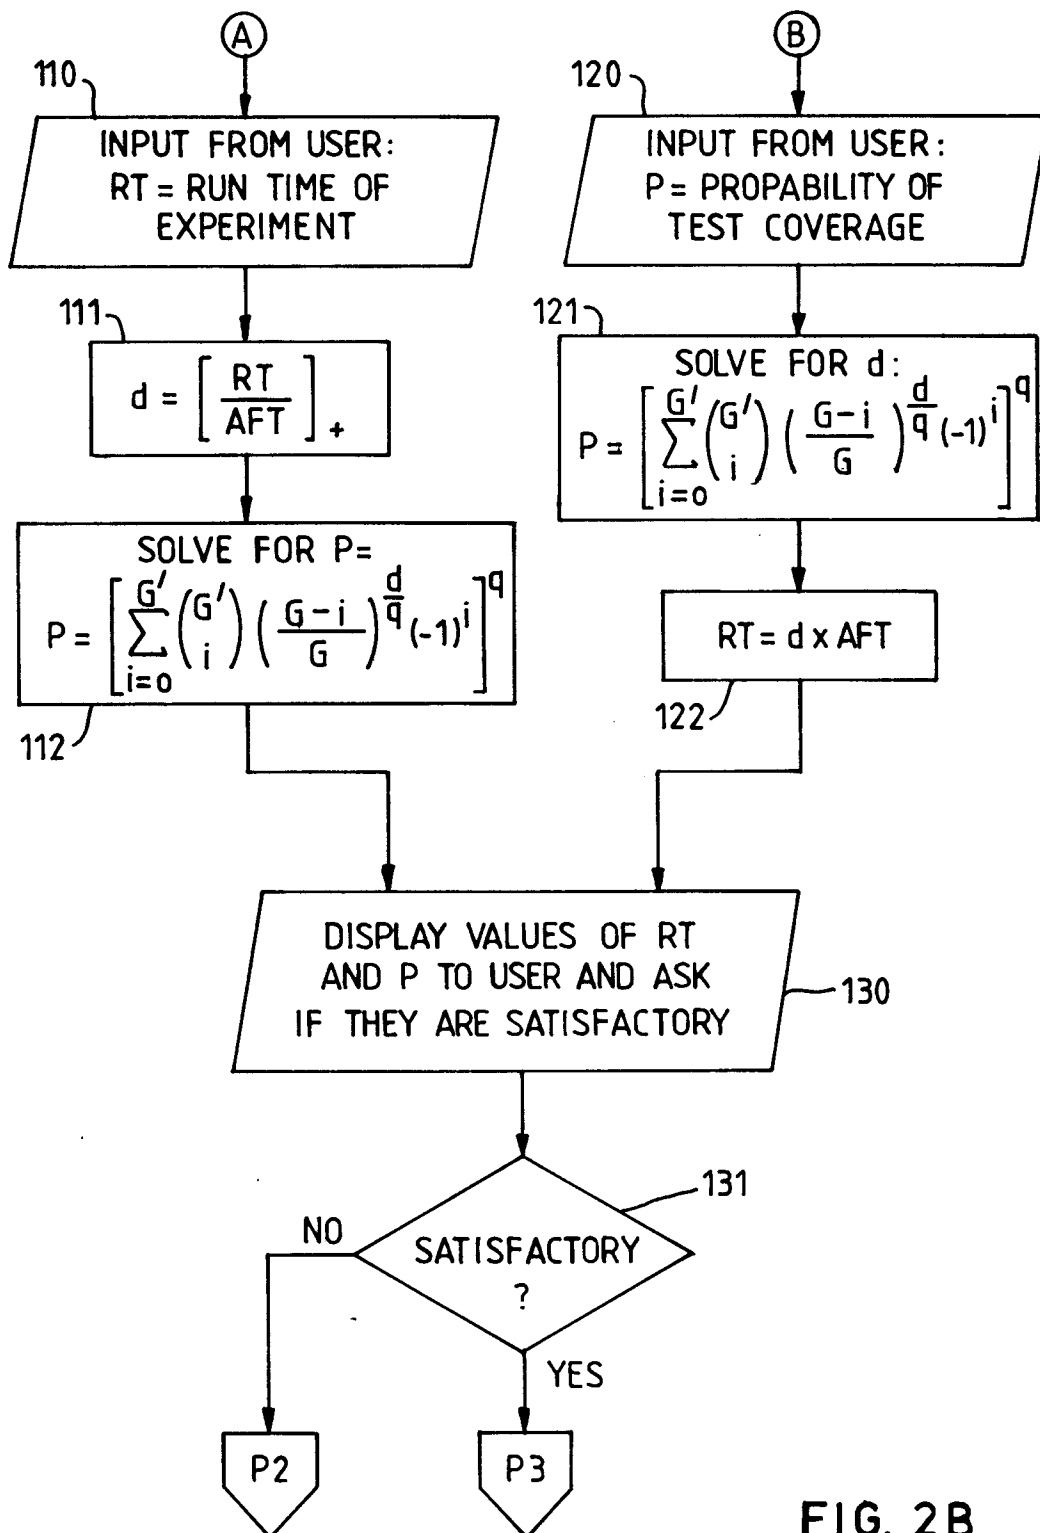 A
110
INPUT FROM USER:
RT = RUN TIME OF
EXPERIMENT
111
d = [ RT / AFT ] +
SOLVE FOR P=
P = [ ∑_{i=0}^{G'} (G' i) ( (G-i) / G )^{d/q} (-1)^i ]^q
112
B
120
INPUT FROM USER:
P = PROPABILITY OF
TEST COVERAGE
121
SOLVE FOR d:
P = [ ∑_{i=0}^{G'} (G' i) ( (G-i) / G )^{d/q} (-1)^i ]^q
RT = d x AFT
122
DISPLAY VALUES OF RT
AND P TO USER AND ASK
IF THEY ARE SATISFACTORY
130
131
SATISFACTORY
?
NO
YES
P2
P3
FIG. 2B